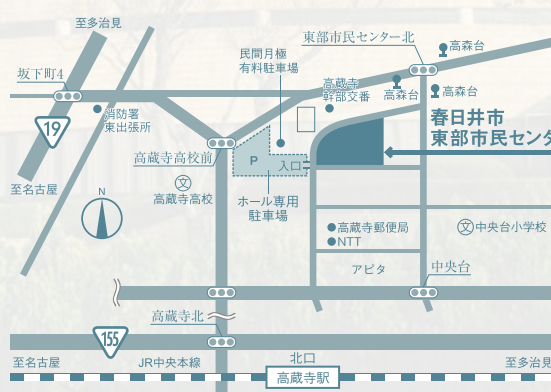 至多治見
東部市民センター北
民間月極
有料駐車場
高森台
坂下町4
高蔵寺
幹部交番
高森台
高森台
消防署
東出張所
春日井市
東部市民センタ
19
高蔵寺高校前
P
入口
至名古屋
文
高蔵寺高校
ホール専用
駐車場
N
高蔵寺郵便局
NTT
文
中央台小学校
アピタ
中央台
高蔵寺北
155
至名古屋
JR中央本線
北口
至多治見
高蔵寺駅